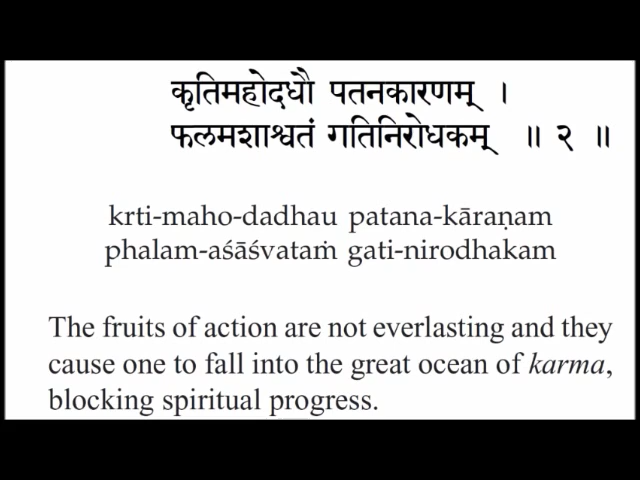 कृतिमहोदधौ पतनकारणम् ।
फलमशाश्वतं गतिनिरोधकम् ॥ २ ॥
krti-maho-dadhau patana-kāraṇam
phalam-aśāśvataṁ gati-nirodhakam
The fruits of action are not everlasting and they
cause one to fall into the great ocean of karma,
blocking spiritual progress.